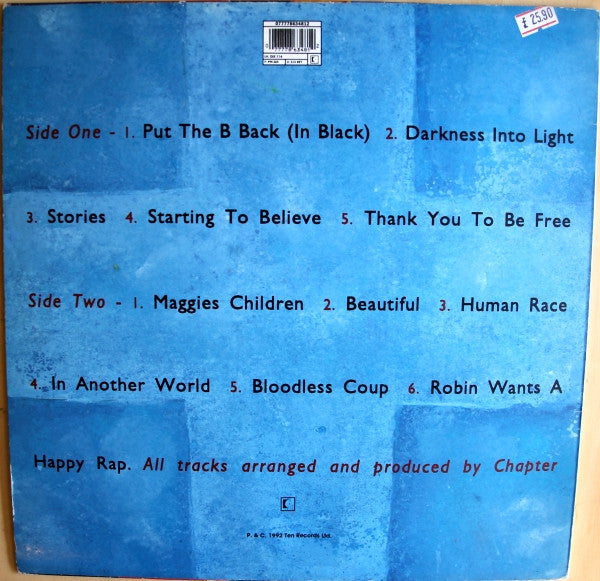 077778634812
£ 25.90
Side One - 1. Put The B Back (In Black) 2. Darkness Into Light
3. Stories 4. Starting To Believe 5. Thank You To Be Free
Side Two - 1. Maggies Children 2. Beautiful 3. Human Race
4. In Another World 5. Bloodless Coup 6. Robin Wants A
Happy Rap. All tracks arranged and produced by Chapter
P. & C. 1992 Ten Records Ltd.